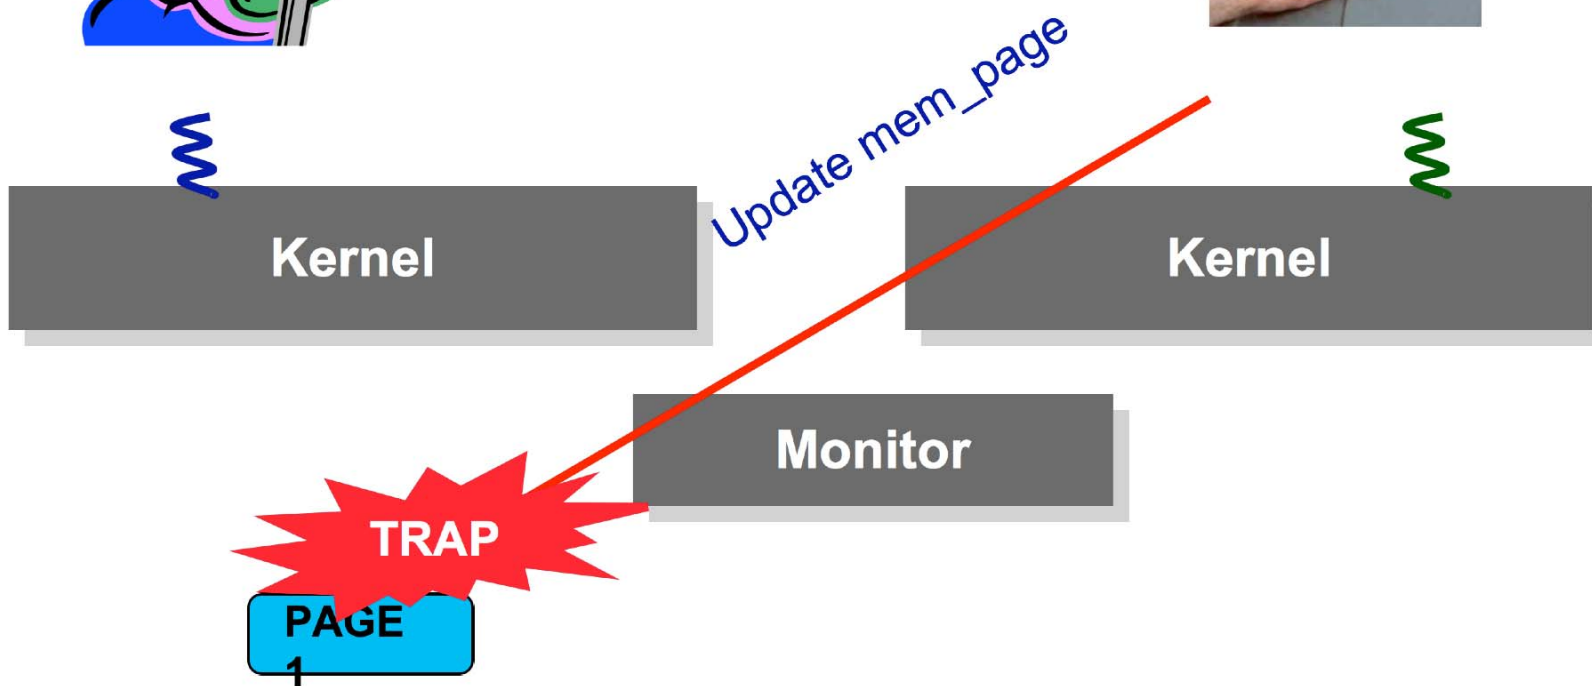 Update mem_page
Kernel
Kernel
Monitor
TRAP
PAGE
1